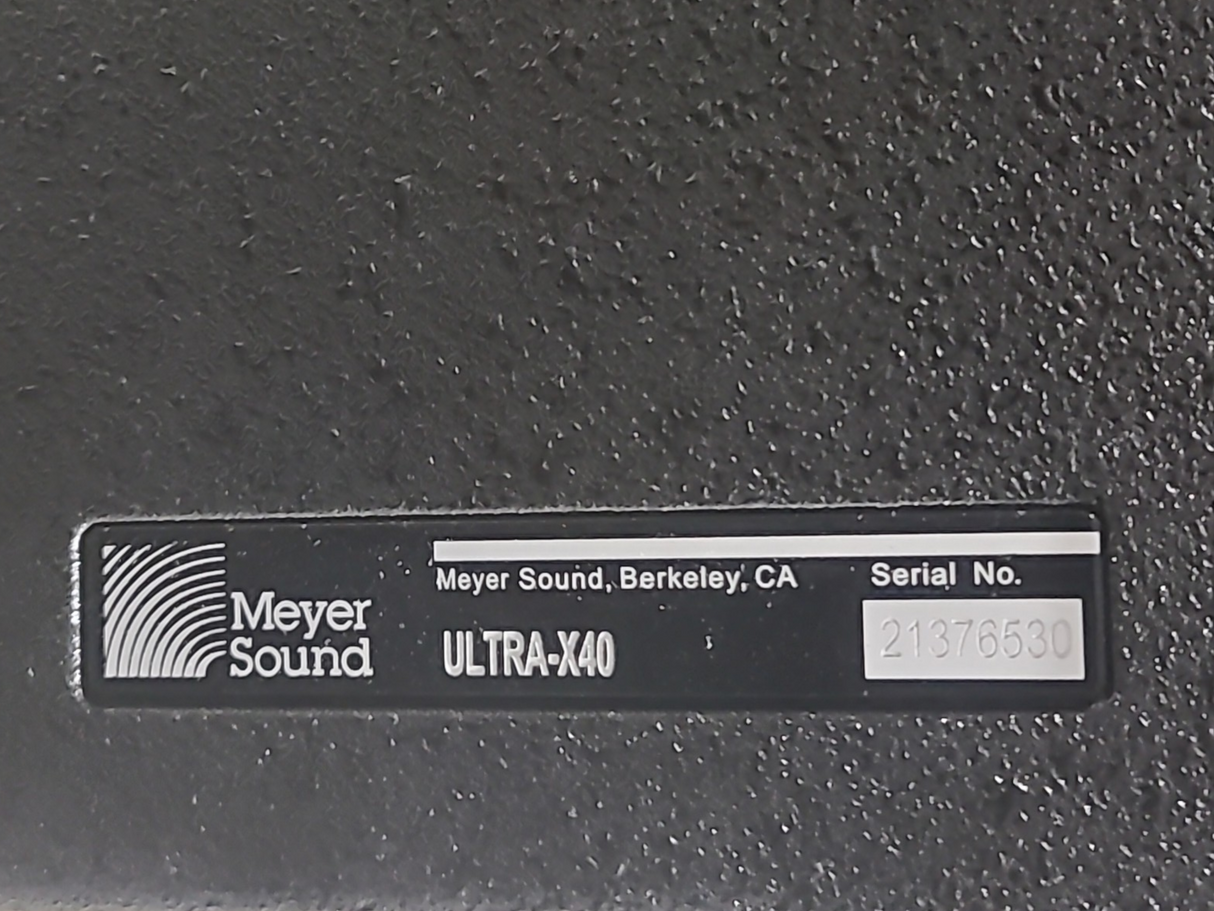 Meyer
Sound
Meyer Sound, Berkeley, CA
ULTRA-X40
Serial No.
21376530